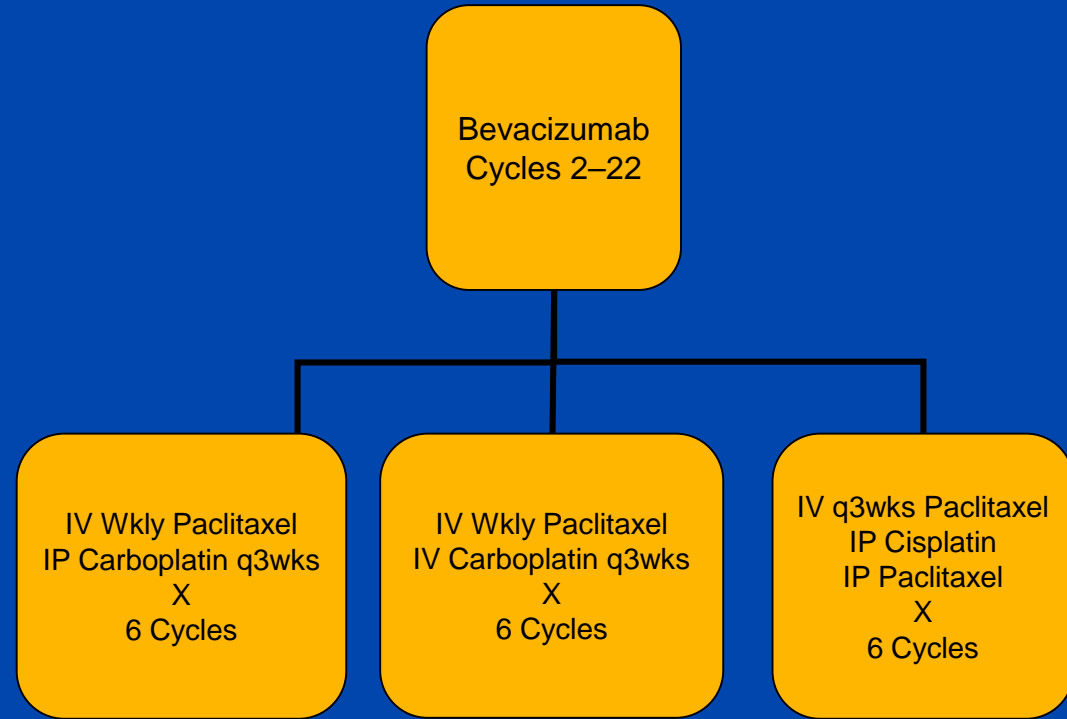 Bevacizumab
Cycles 2–22
IV Wkly Paclitaxel
IP Carboplatin q3wks
X
6 Cycles
IV Wkly Paclitaxel
IV Carboplatin q3wks
X
6 Cycles
IV q3wks Paclitaxel
IP Cisplatin
IP Paclitaxel
X
6 Cycles